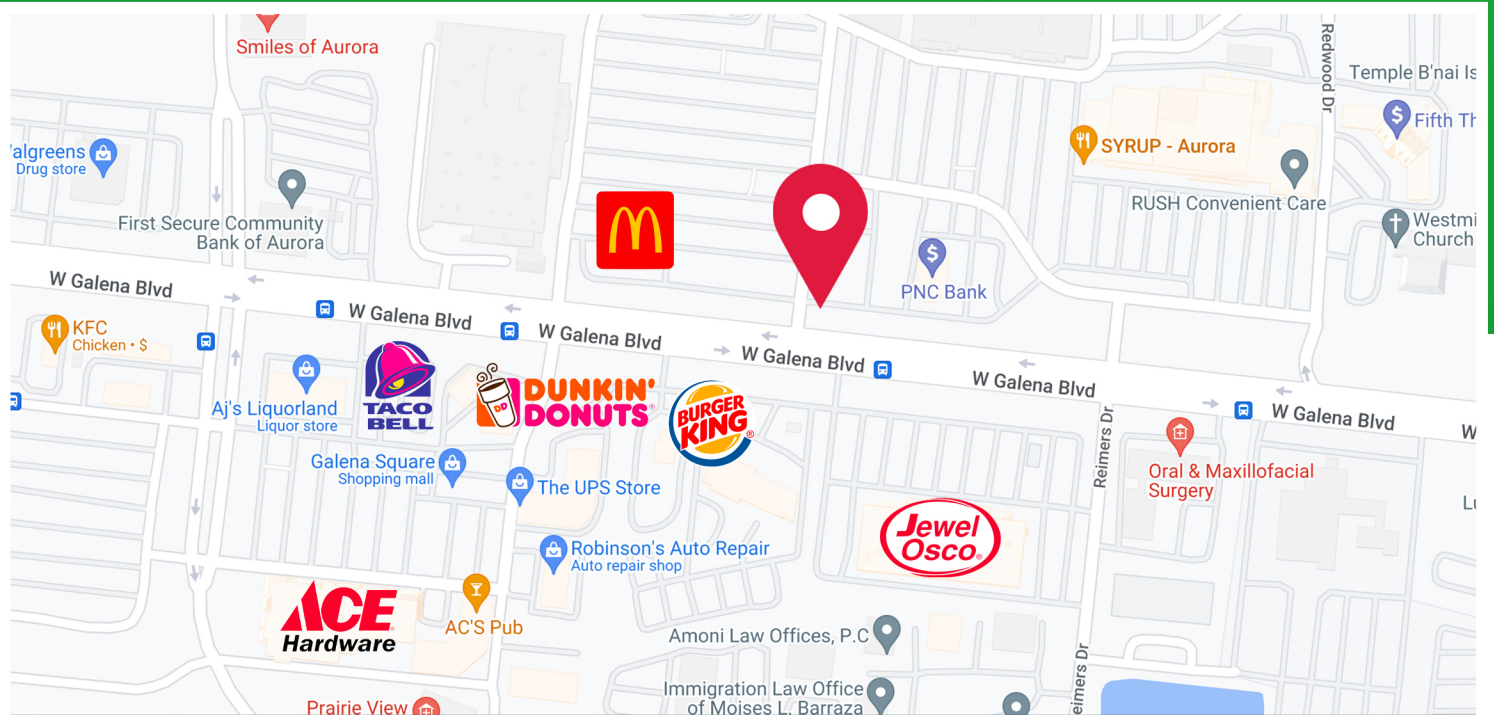 Smiles of Aurora
Redwood Dr
Temple B'nai Is
Fifth Th
algreens
Drug store
SYRUP - Aurora
RUSH Convenient Care
First Secure Community
Bank of Aurora
Westmi
Church
PNC Bank
W Galena Blvd
W Galena Blvd
W Galena Blvd
W Galena Blvd
W Galena Blvd
W Galena Blvd
W
KFC
Chicken • $
Aj's Liquorland
Liquor store
TACO
BELL
DD
DUNKIN'
DONUTS®
BURGER
KING®
Reimers Dr
Galena Square
Shopping mall
The UPS Store
Oral & Maxillofacial
Surgery
Jewel
Osco®
Robinson's Auto Repair
Auto repair shop
ACE
Hardware
AC'S Pub
Amoni Law Offices, P.C
Immigration Law Office
of Moises L. Barraza
eimers Dr
Prairie View